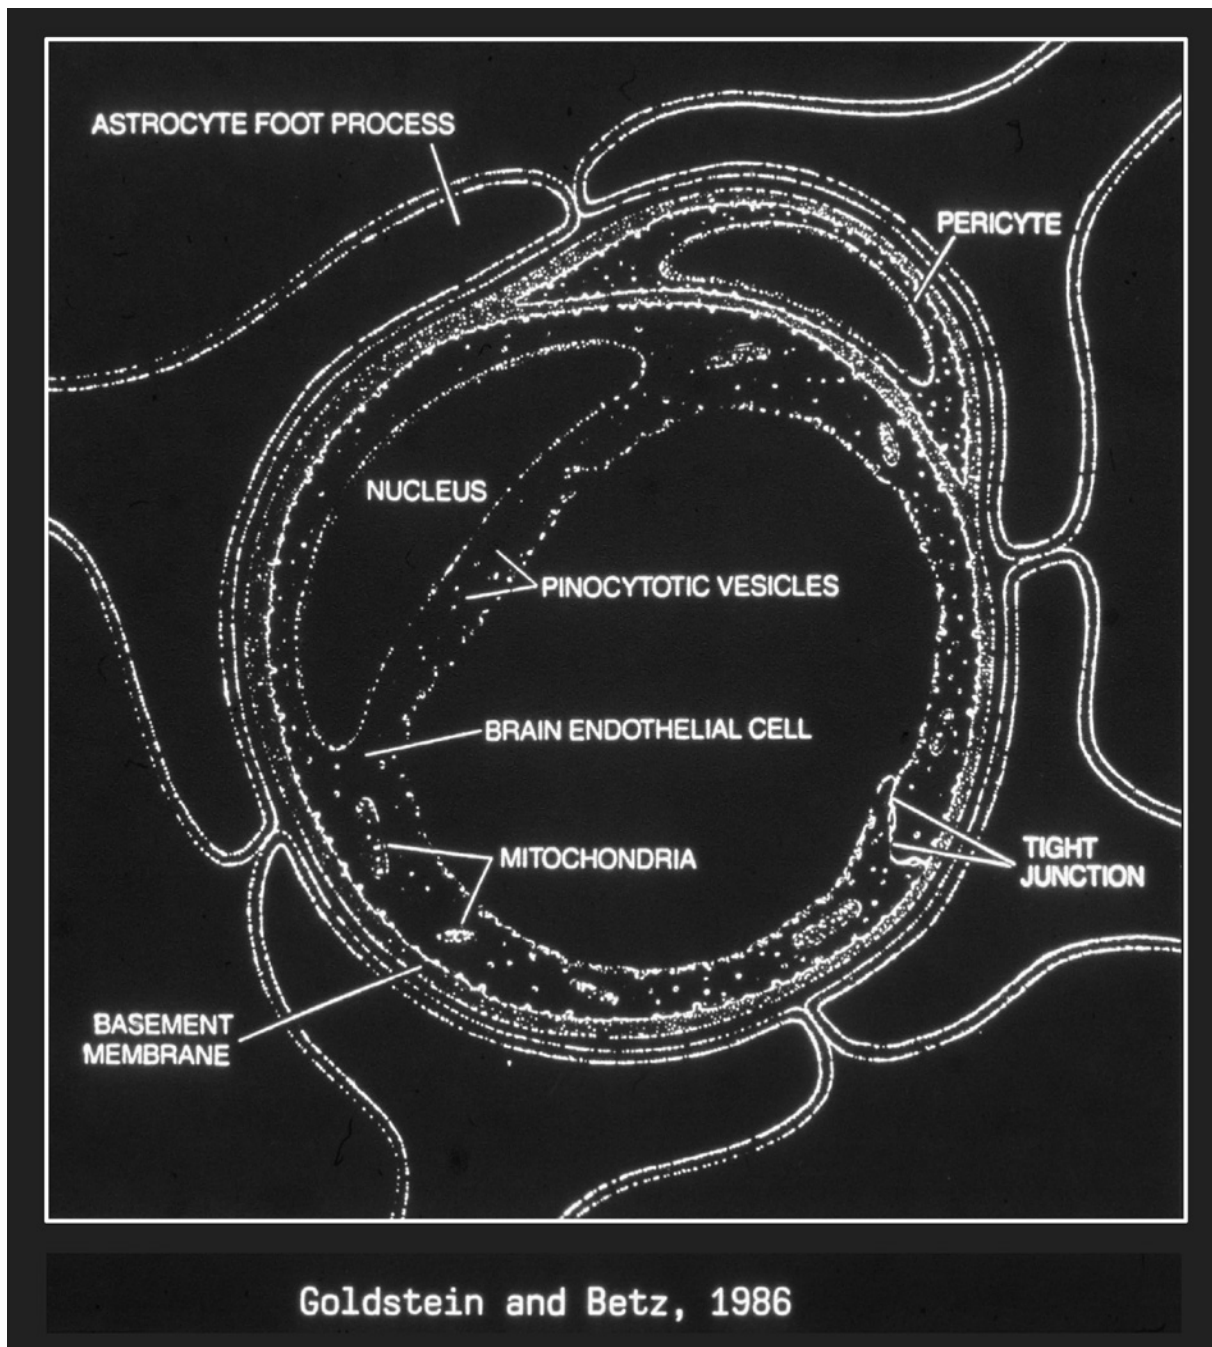 ASTROCYTE FOOT PROCESS
PERICYTE
NUCLEUS
PINOCYTOTIC VESICLES
BRAIN ENDOTHELIAL CELL
MITOCHONDRIA
TIGHT
JUNCTION
BASEMENT
MEMBRANE
Goldstein and Betz, 1986